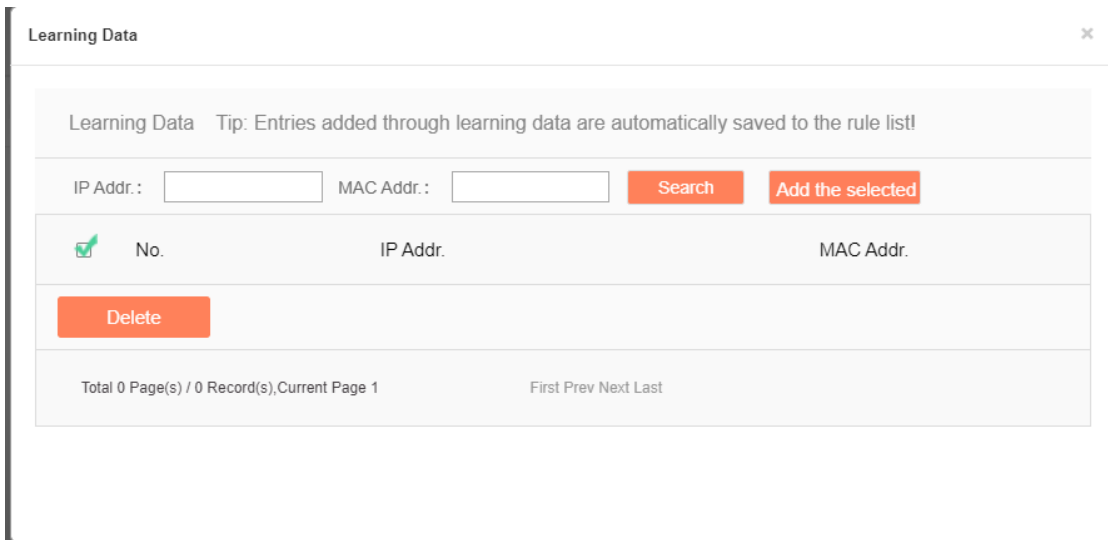 Learning Data ×
Learning Data Tip: Entries added through learning data are automatically saved to the rule list!
IP Addr.: MAC Addr.: Search Add the selected
No. IP Addr. MAC Addr.
Delete
Total 0 Page(s) / 0 Record(s),Current Page 1 First Prev Next Last